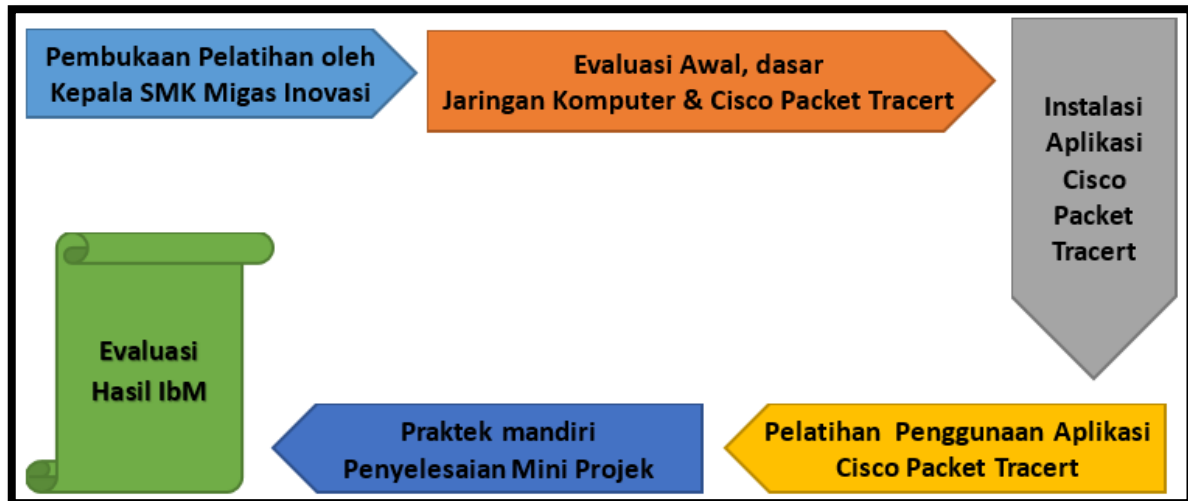 Pembukaan Pelatihan oleh
Kepala SMK Migas Inovasi
Evaluasi Awal, dasar
Jaringan Komputer & Cisco Packet Tracert
Instalasi
Aplikasi
Cisco
Packet
Tracert
Pelatihan Penggunaan Aplikasi
Cisco Packet Tracert
Praktek mandiri
Penyelesaian Mini Projek
Evaluasi
Hasil IbM